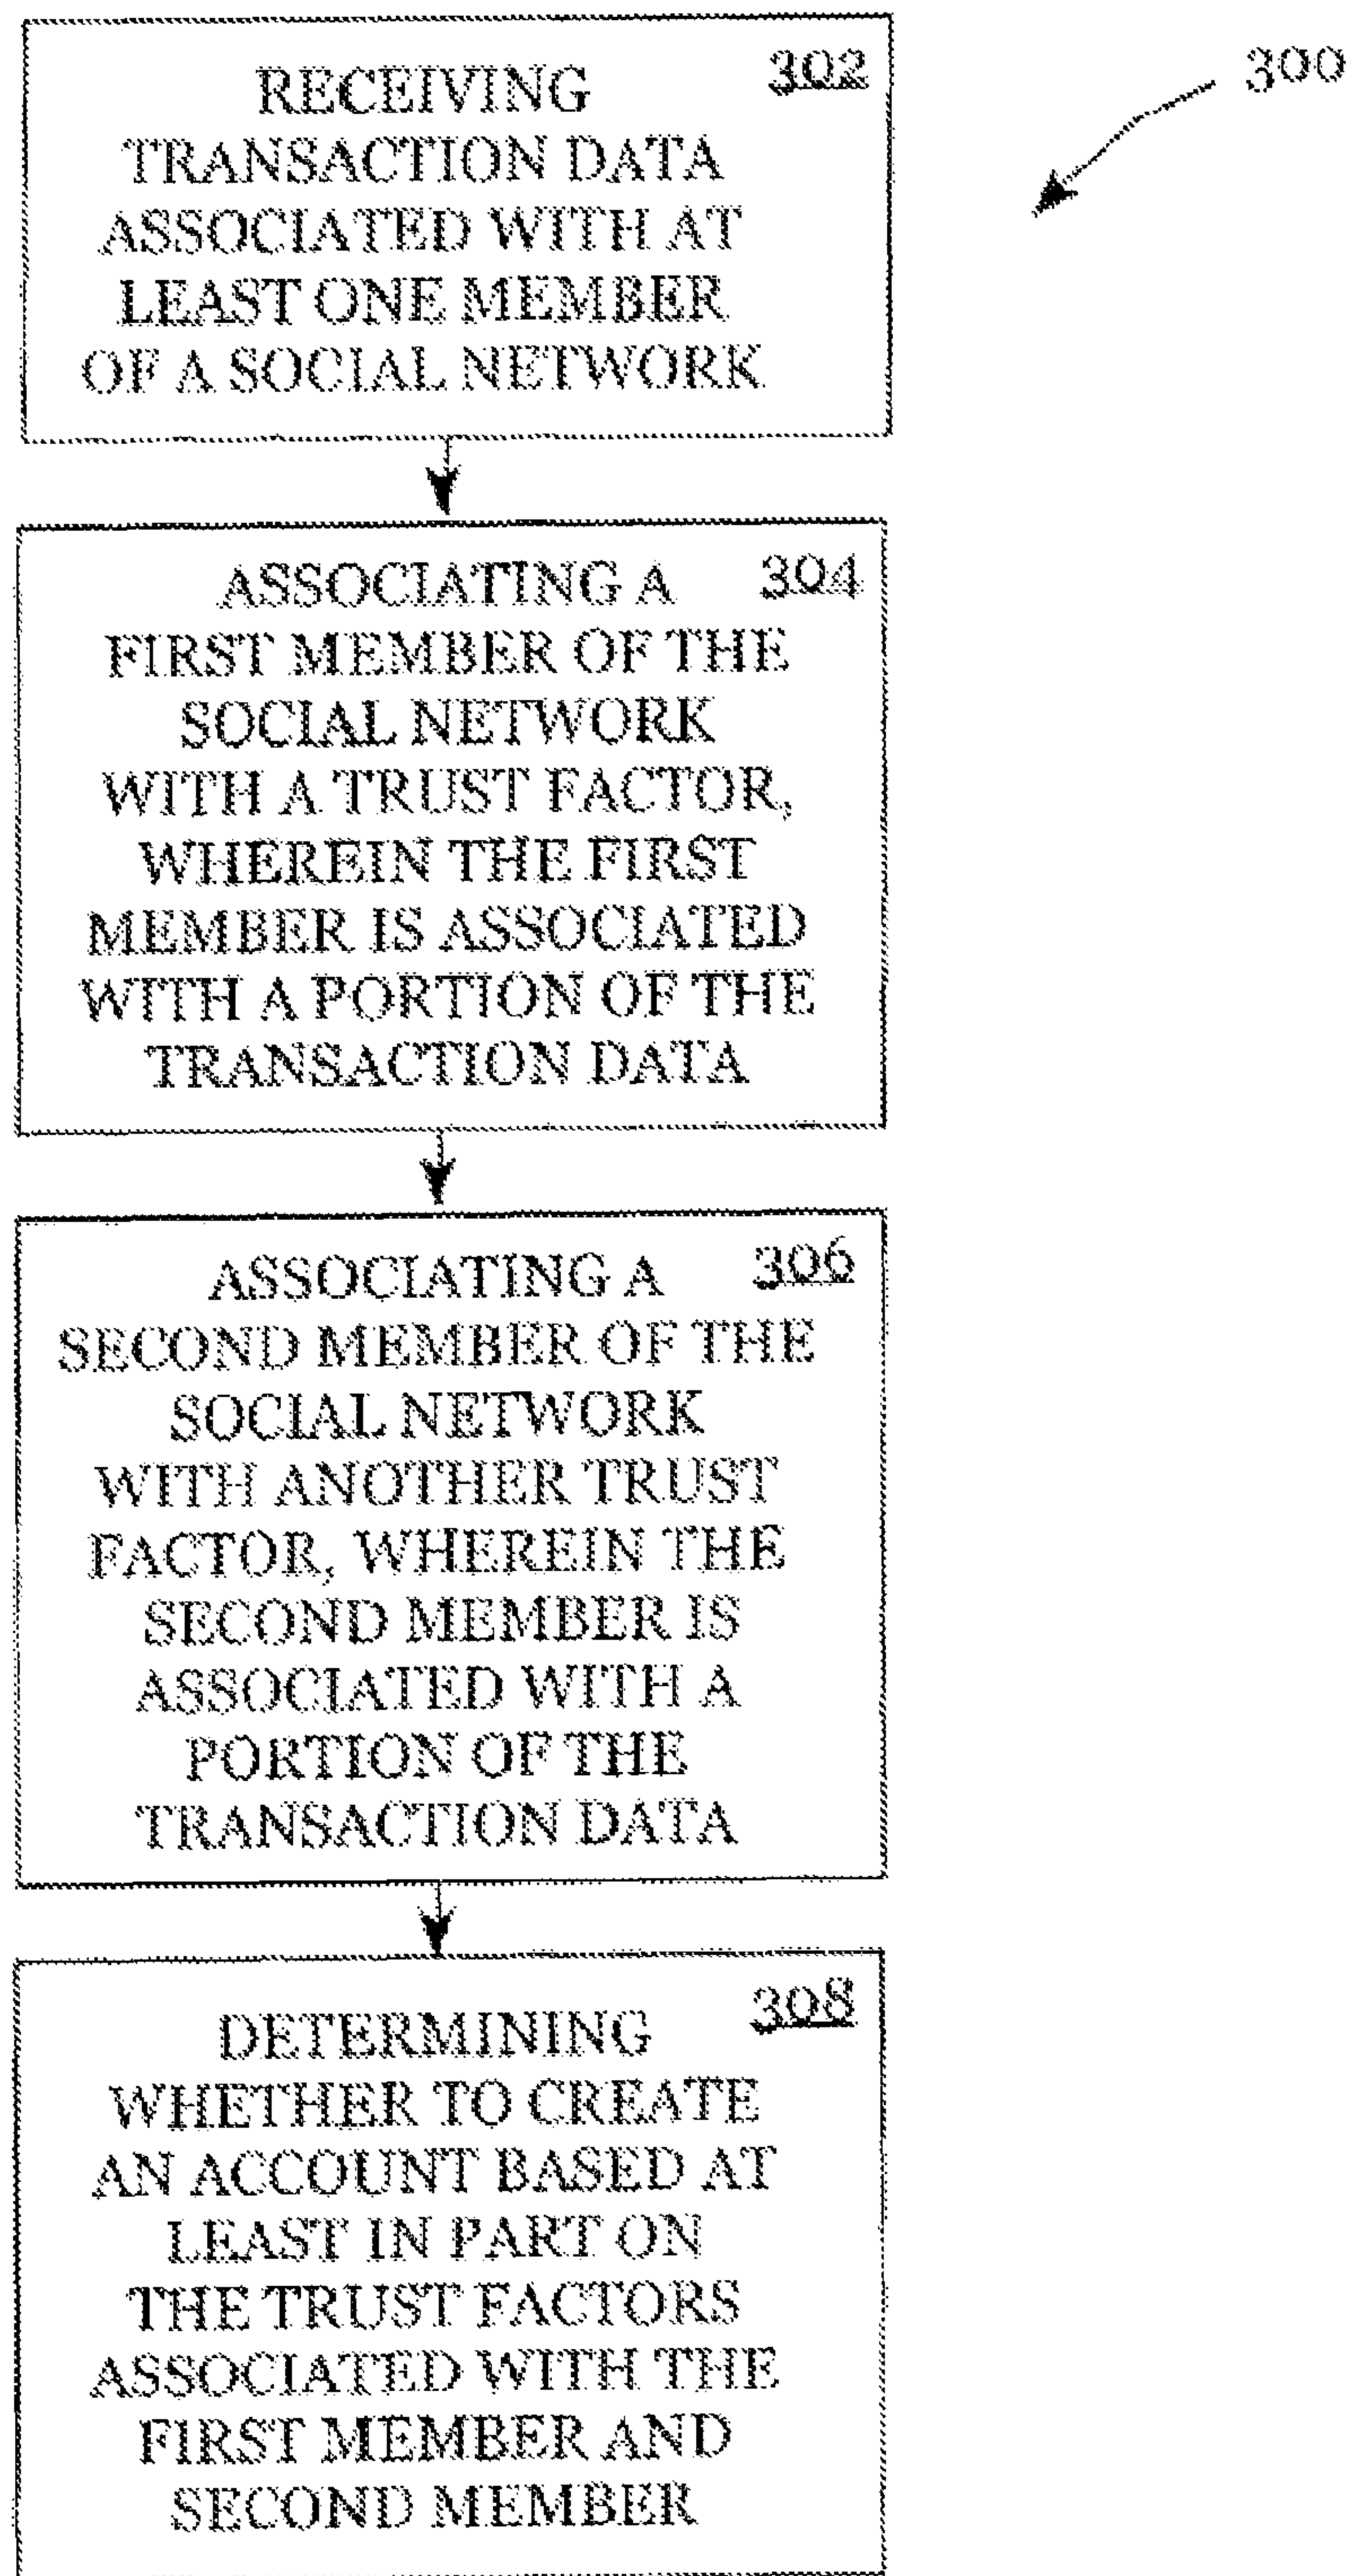 302
300
RECEIVING
TRANSACTION DATA
ASSOCIATED WITH AT
LEAST ONE MEMBER
OF A SOCIAL NETWORK
304
ASSOCIATING A
FIRST MEMBER OF THE
SOCIAL NETWORK
WITH A TRUST FACTOR,
WHEREIN THE FIRST
MEMBER IS ASSOCIATED
WITH A PORTION OF THE
TRANSACTION DATA
306
ASSOCIATING A
SECOND MEMBER OF THE
SOCIAL NETWORK
WITH ANOTHER TRUST
FACTOR, WHEREIN THE
SECOND MEMBER IS
ASSOCIATED WITH A
PORTION OF THE
TRANSACTION DATA
308
DETERMINING
WHETHER TO CREATE
AN ACCOUNT BASED AT
LEAST IN PART ON
THE TRUST FACTORS
ASSOCIATED WITH THE
FIRST MEMBER AND
SECOND MEMBER